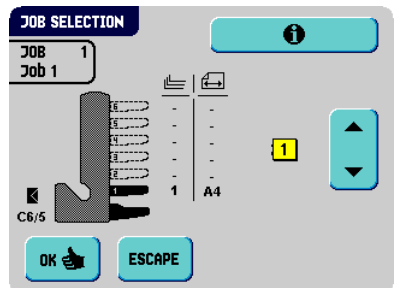 JOB SELECTION
JOB 1
Job 1
6 - -
5 - -
4 - -
3 - -
2 - -
1 1 A4
1
C6/5
OK
ESCAPE